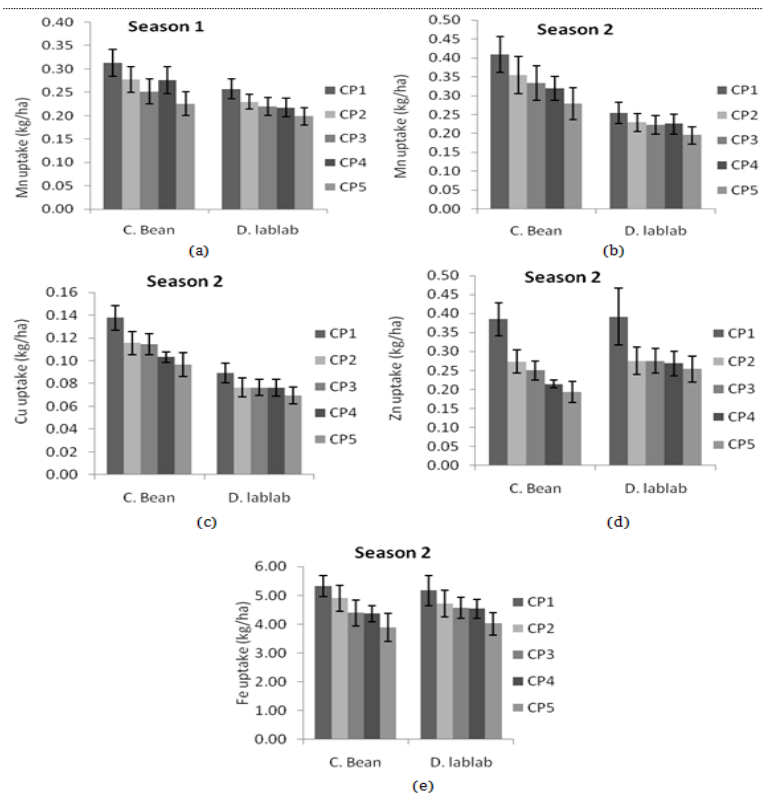 Season 1
Mn uptake (kg/ha)
0.40
0.35
0.30
0.25
0.20
0.15
0.10
0.05
0.00
C. Bean
D. lablab
CP1
CP2
CP3
CP4
CP5
(a)
Season 2
Mn uptake (kg/ha)
0.50
0.45
0.40
0.35
0.30
0.25
0.20
0.15
0.10
0.05
0.00
C. Bean
D. lablab
CP1
CP2
CP3
CP4
CP5
(b)
Season 2
Cu uptake (kg/ha)
0.16
0.14
0.12
0.10
0.08
0.06
0.04
0.02
0.00
C. Bean
D. lablab
CP1
CP2
CP3
CP4
CP5
(c)
Season 2
Zn uptake (kg/ha)
0.50
0.45
0.40
0.35
0.30
0.25
0.20
0.15
0.10
0.05
0.00
C. Bean
D. lablab
CP1
CP2
CP3
CP4
CP5
(d)
Season 2
Fe uptake (kg/ha)
6.00
5.00
4.00
3.00
2.00
1.00
0.00
C. Bean
D. lablab
CP1
CP2
CP3
CP4
CP5
(e)